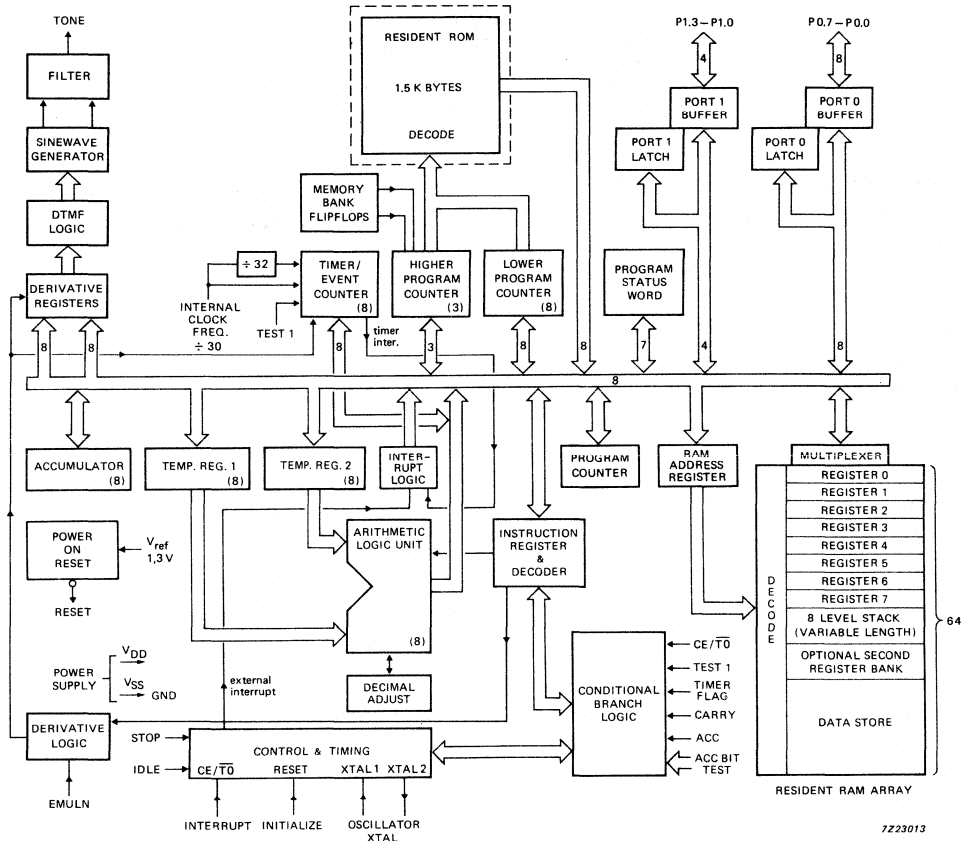 TONE
FILTER
SINEWAVE
GENERATOR
DTMF
LOGIC
DERIVATIVE
REGISTERS
RESIDENT ROM
1.5 K BYTES
DECODE
MEMORY
BANK
FLIPFLOPS
÷ 32
TIMER/
EVENT
COUNTER
(8)
HIGHER
PROGRAM
COUNTER
(3)
LOWER
PROGRAM
COUNTER
(8)
INTERNAL
CLOCK
FREQ.
÷ 30
TEST 1
timer
inter.
P1.3–P1.0
4
PORT 1
BUFFER
PORT 1
LATCH
P0.7–P0.0
8
PORT 0
BUFFER
PORT 0
LATCH
PROGRAM
STATUS
WORD
8
8
8
3
8
8
7
4
8
8
ACCUMULATOR
(8)
TEMP. REG. 1
(8)
TEMP. REG. 2
(8)
INTER-
RUPT
LOGIC
PROGRAM
COUNTER
RAM
ADDRESS
REGISTER
MULTIPLEXER
POWER
ON
RESET
Vref
1,3 V
RESET
ARITHMETIC
LOGIC UNIT
(8)
INSTRUCTION
REGISTER
&
DECODER
DECODE
REGISTER 0
REGISTER 1
REGISTER 2
REGISTER 3
REGISTER 4
REGISTER 5
REGISTER 6
REGISTER 7
8 LEVEL STACK
(VARIABLE LENGTH)
OPTIONAL SECOND
REGISTER BANK
DATA STORE
64
RESIDENT RAM ARRAY
POWER
SUPPLY
VDD
VSS
GND
external
interrupt
DECIMAL
ADJUST
CONDITIONAL
BRANCH
LOGIC
CE/T0
TEST 1
TIMER
FLAG
CARRY
ACC
ACC BIT
TEST
DERIVATIVE
LOGIC
EMULN
STOP
IDLE
CONTROL & TIMING
CE/T0 RESET XTAL 1 XTAL 2
INTERRUPT INITIALIZE OSCILLATOR
XTAL
7Z23013